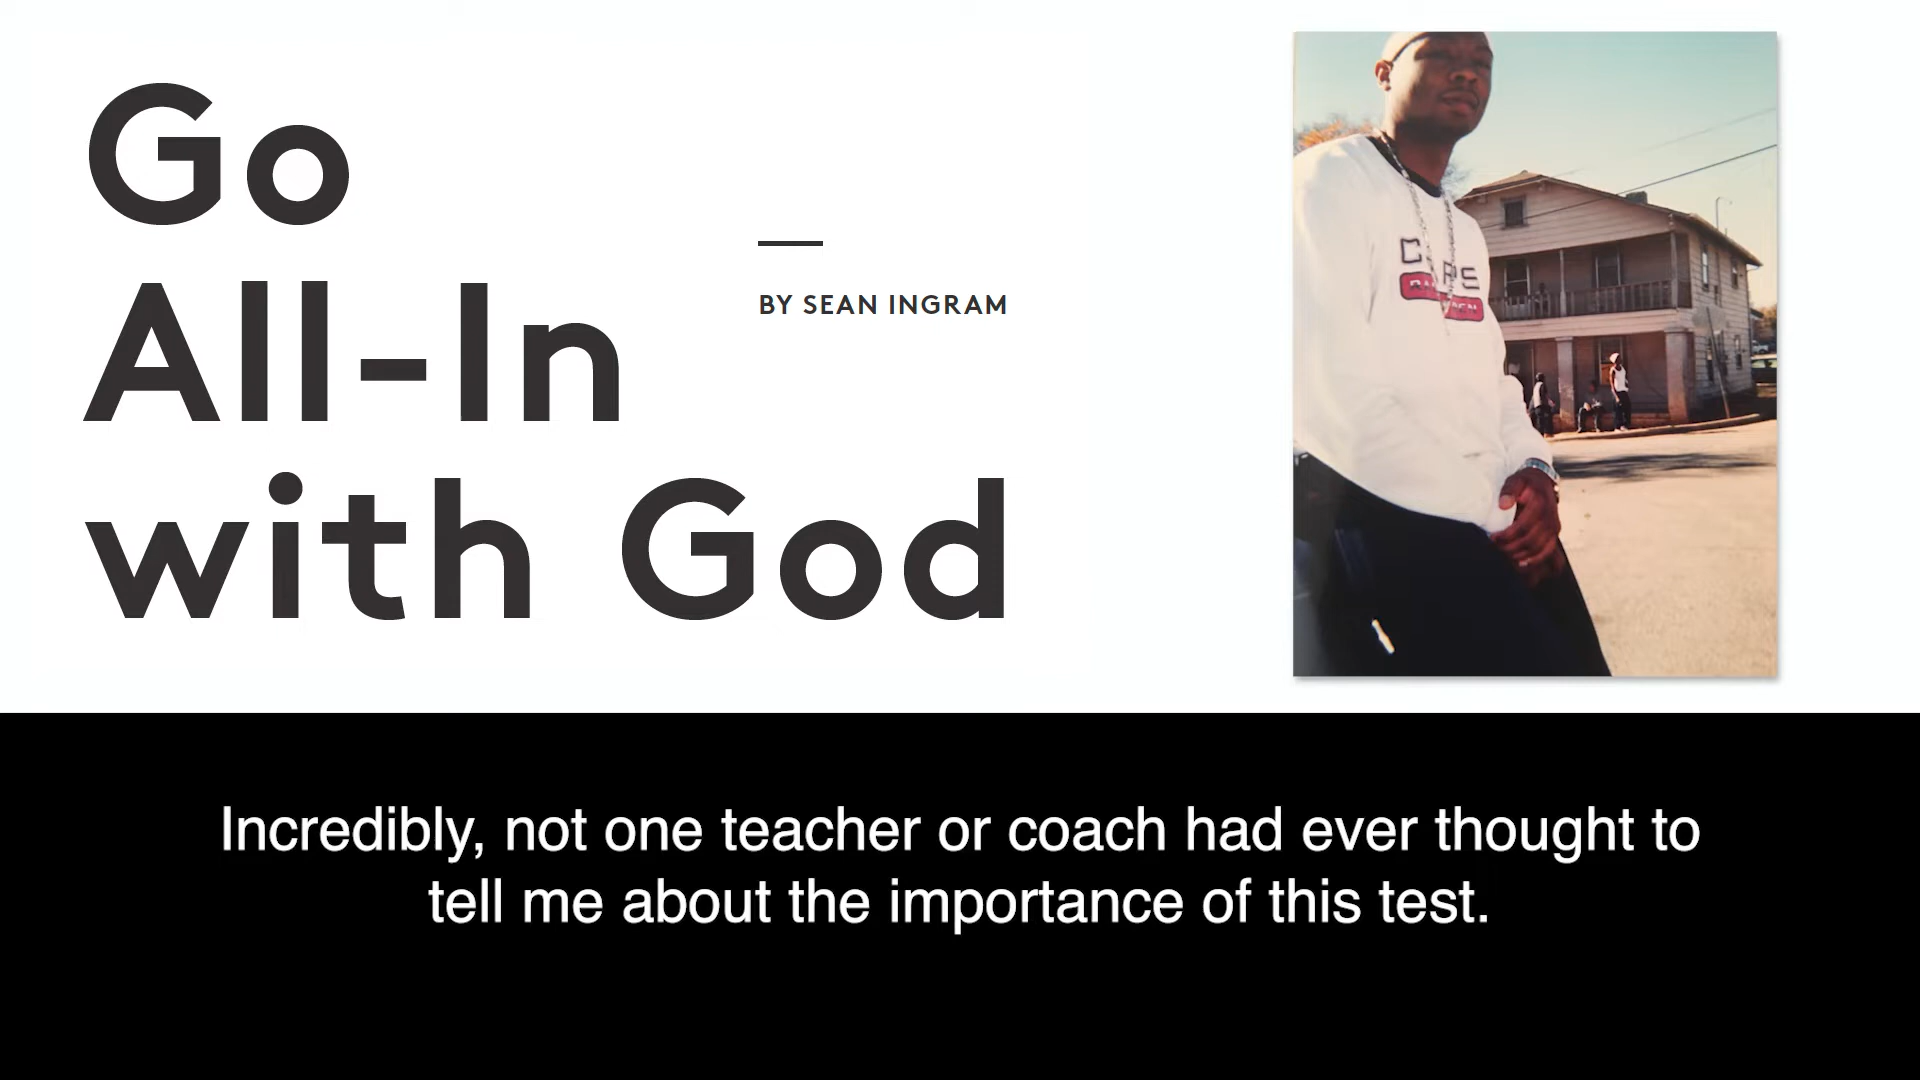 Go
All-In
with God
BY SEAN INGRAM
Incredibly, not one teacher or coach had ever thought to
tell me about the importance of this test.